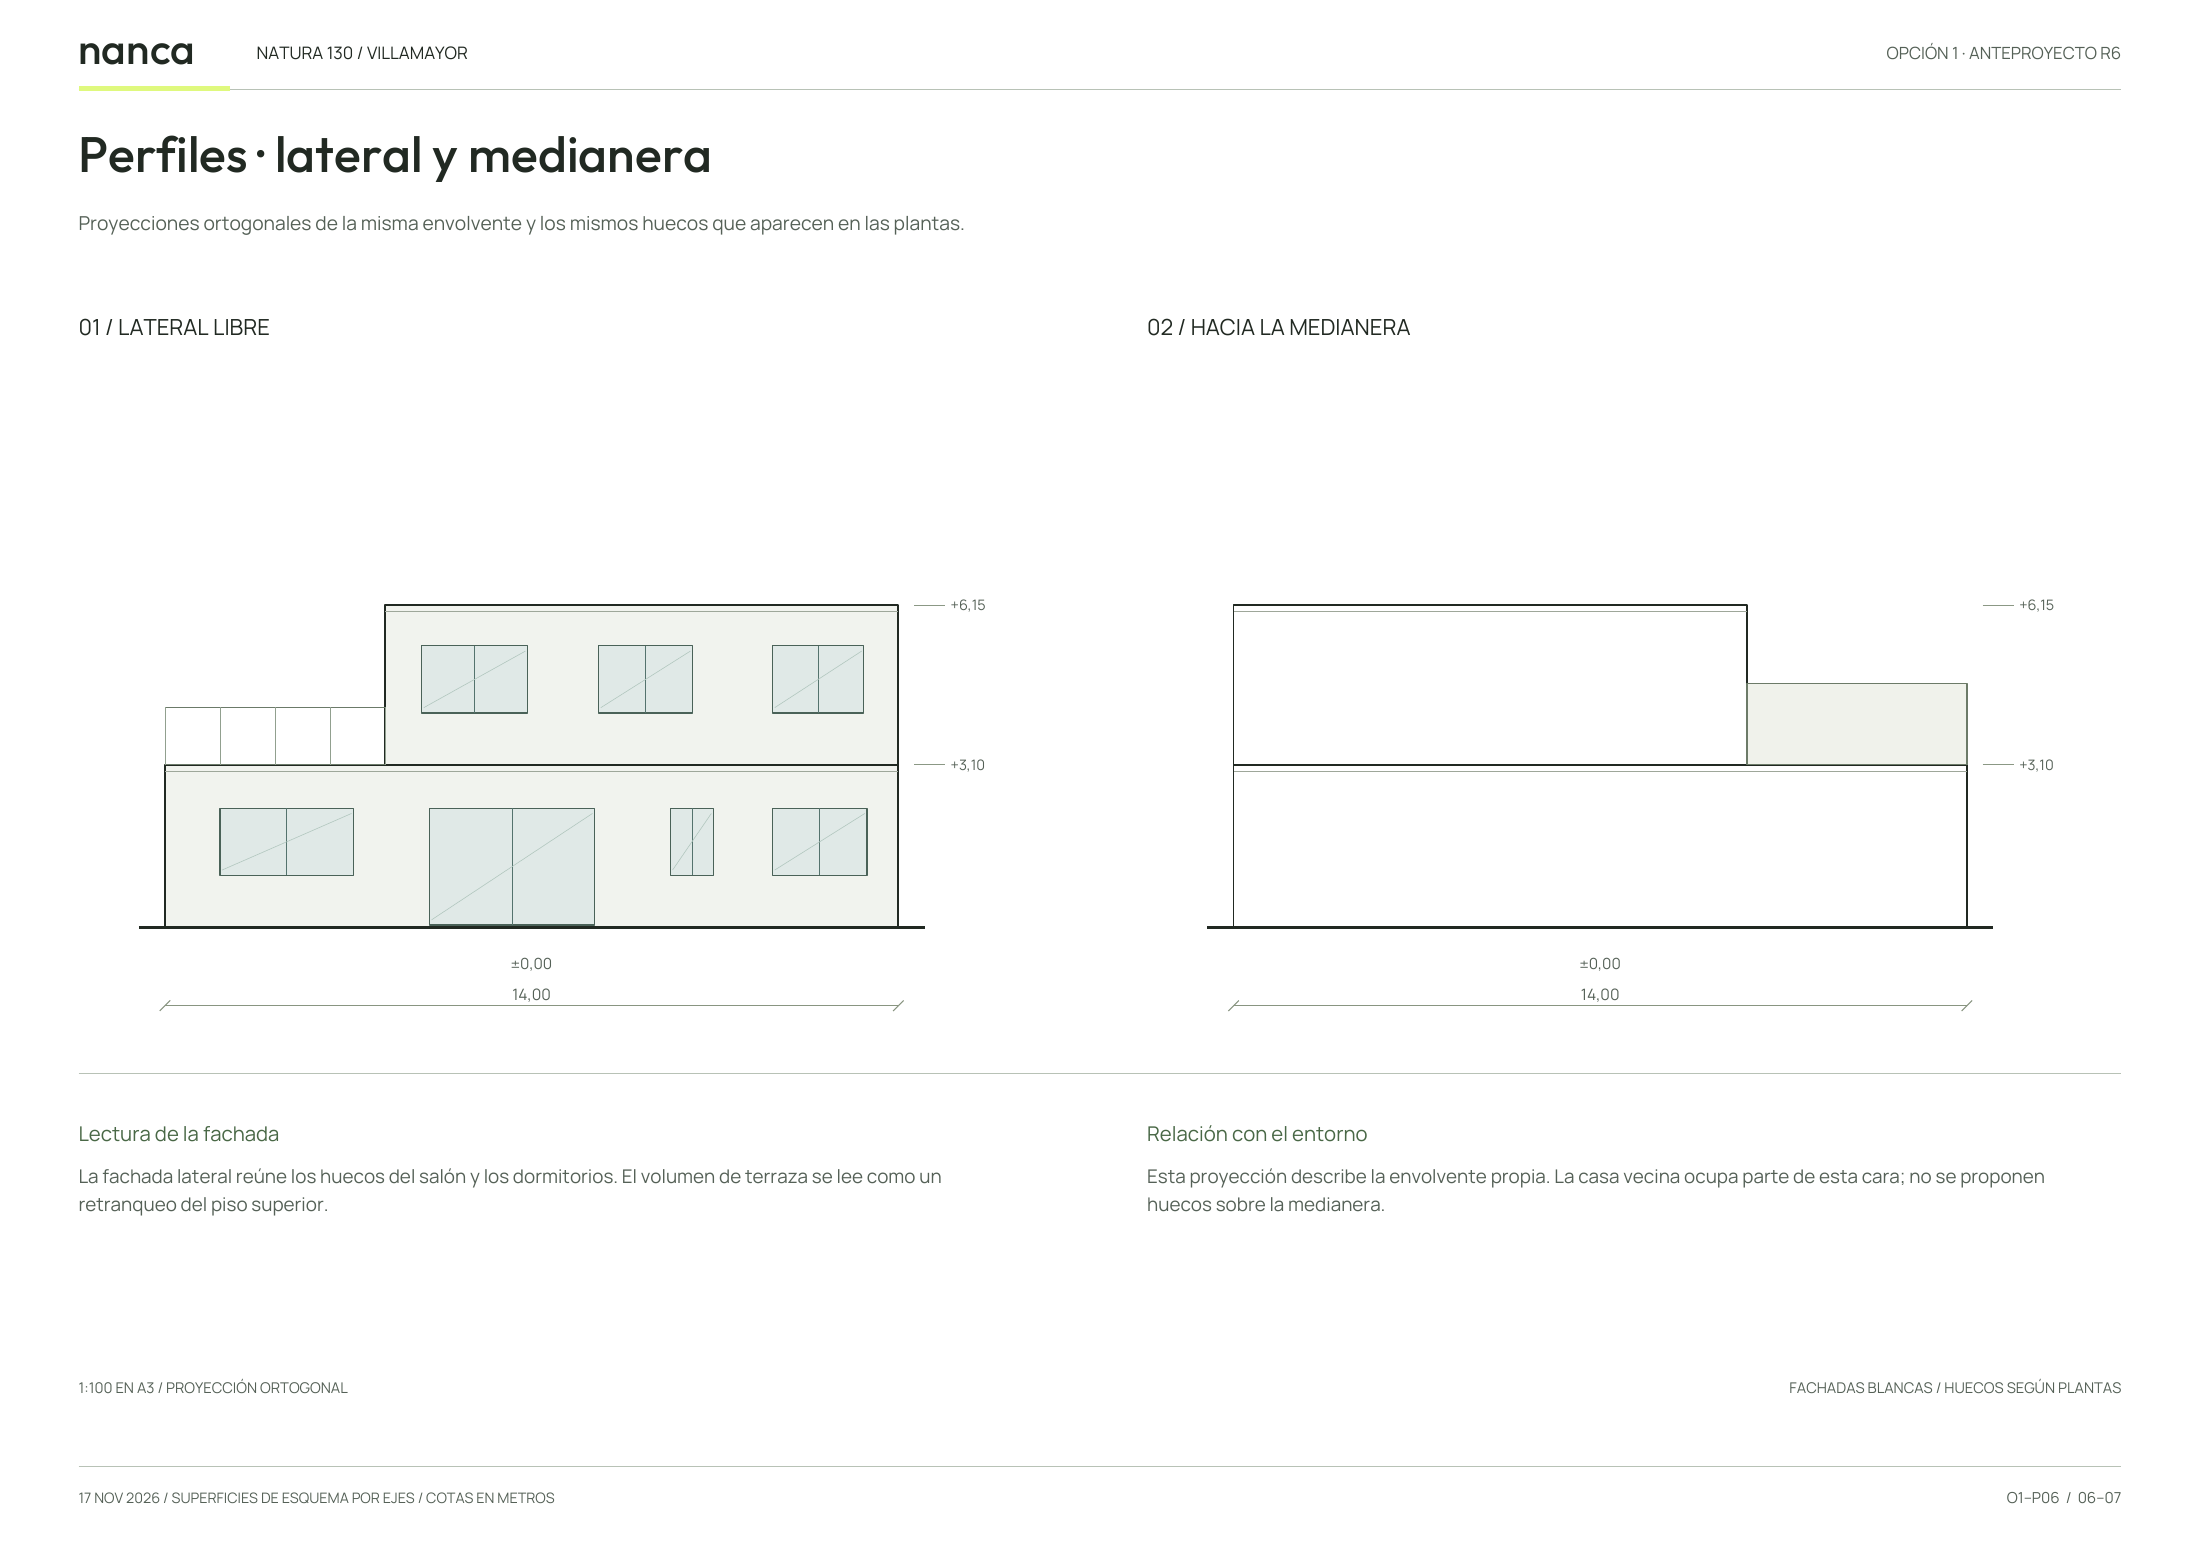 nanca
NATURA 130 / VILLAMAYOR
OPCIÓN 1 · ANTEPROYECTO R6
Perfiles · lateral y medianera
Proyecciones ortogonales de la misma envolvente y los mismos huecos que aparecen en las plantas.
01 / LATERAL LIBRE
02 / HACIA LA MEDIANERA
+6,15
+3,10
±0,00
14,00
+6,15
+3,10
±0,00
14,00
Lectura de la fachada
La fachada lateral reúne los huecos del salón y los dormitorios. El volumen de terraza se lee como un
retranqueo del piso superior.
Relación con el entorno
Esta proyección describe la envolvente propia. La casa vecina ocupa parte de esta cara; no se proponen
huecos sobre la medianera.
1:100 EN A3 / PROYECCIÓN ORTOGONAL
FACHADAS BLANCAS / HUECOS SEGÚN PLANTAS
17 NOV 2026 / SUPERFICIES DE ESQUEMA POR EJES / COTAS EN METROS
O1-P06 / 06-07